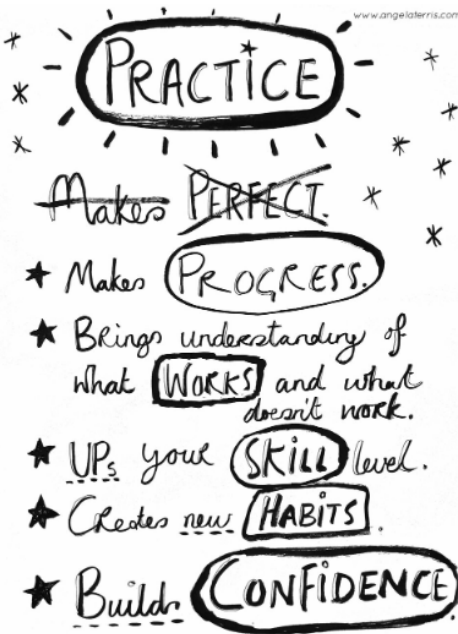 www.angelaterris.com
PRACTICE
Makes PERFECT.
Makes PROGRESS.
Brings understanding of
what WORKS and what
doesn't work.
UPs your SKILL level.
Creates new HABITS.
Builds CONFIDENCE.